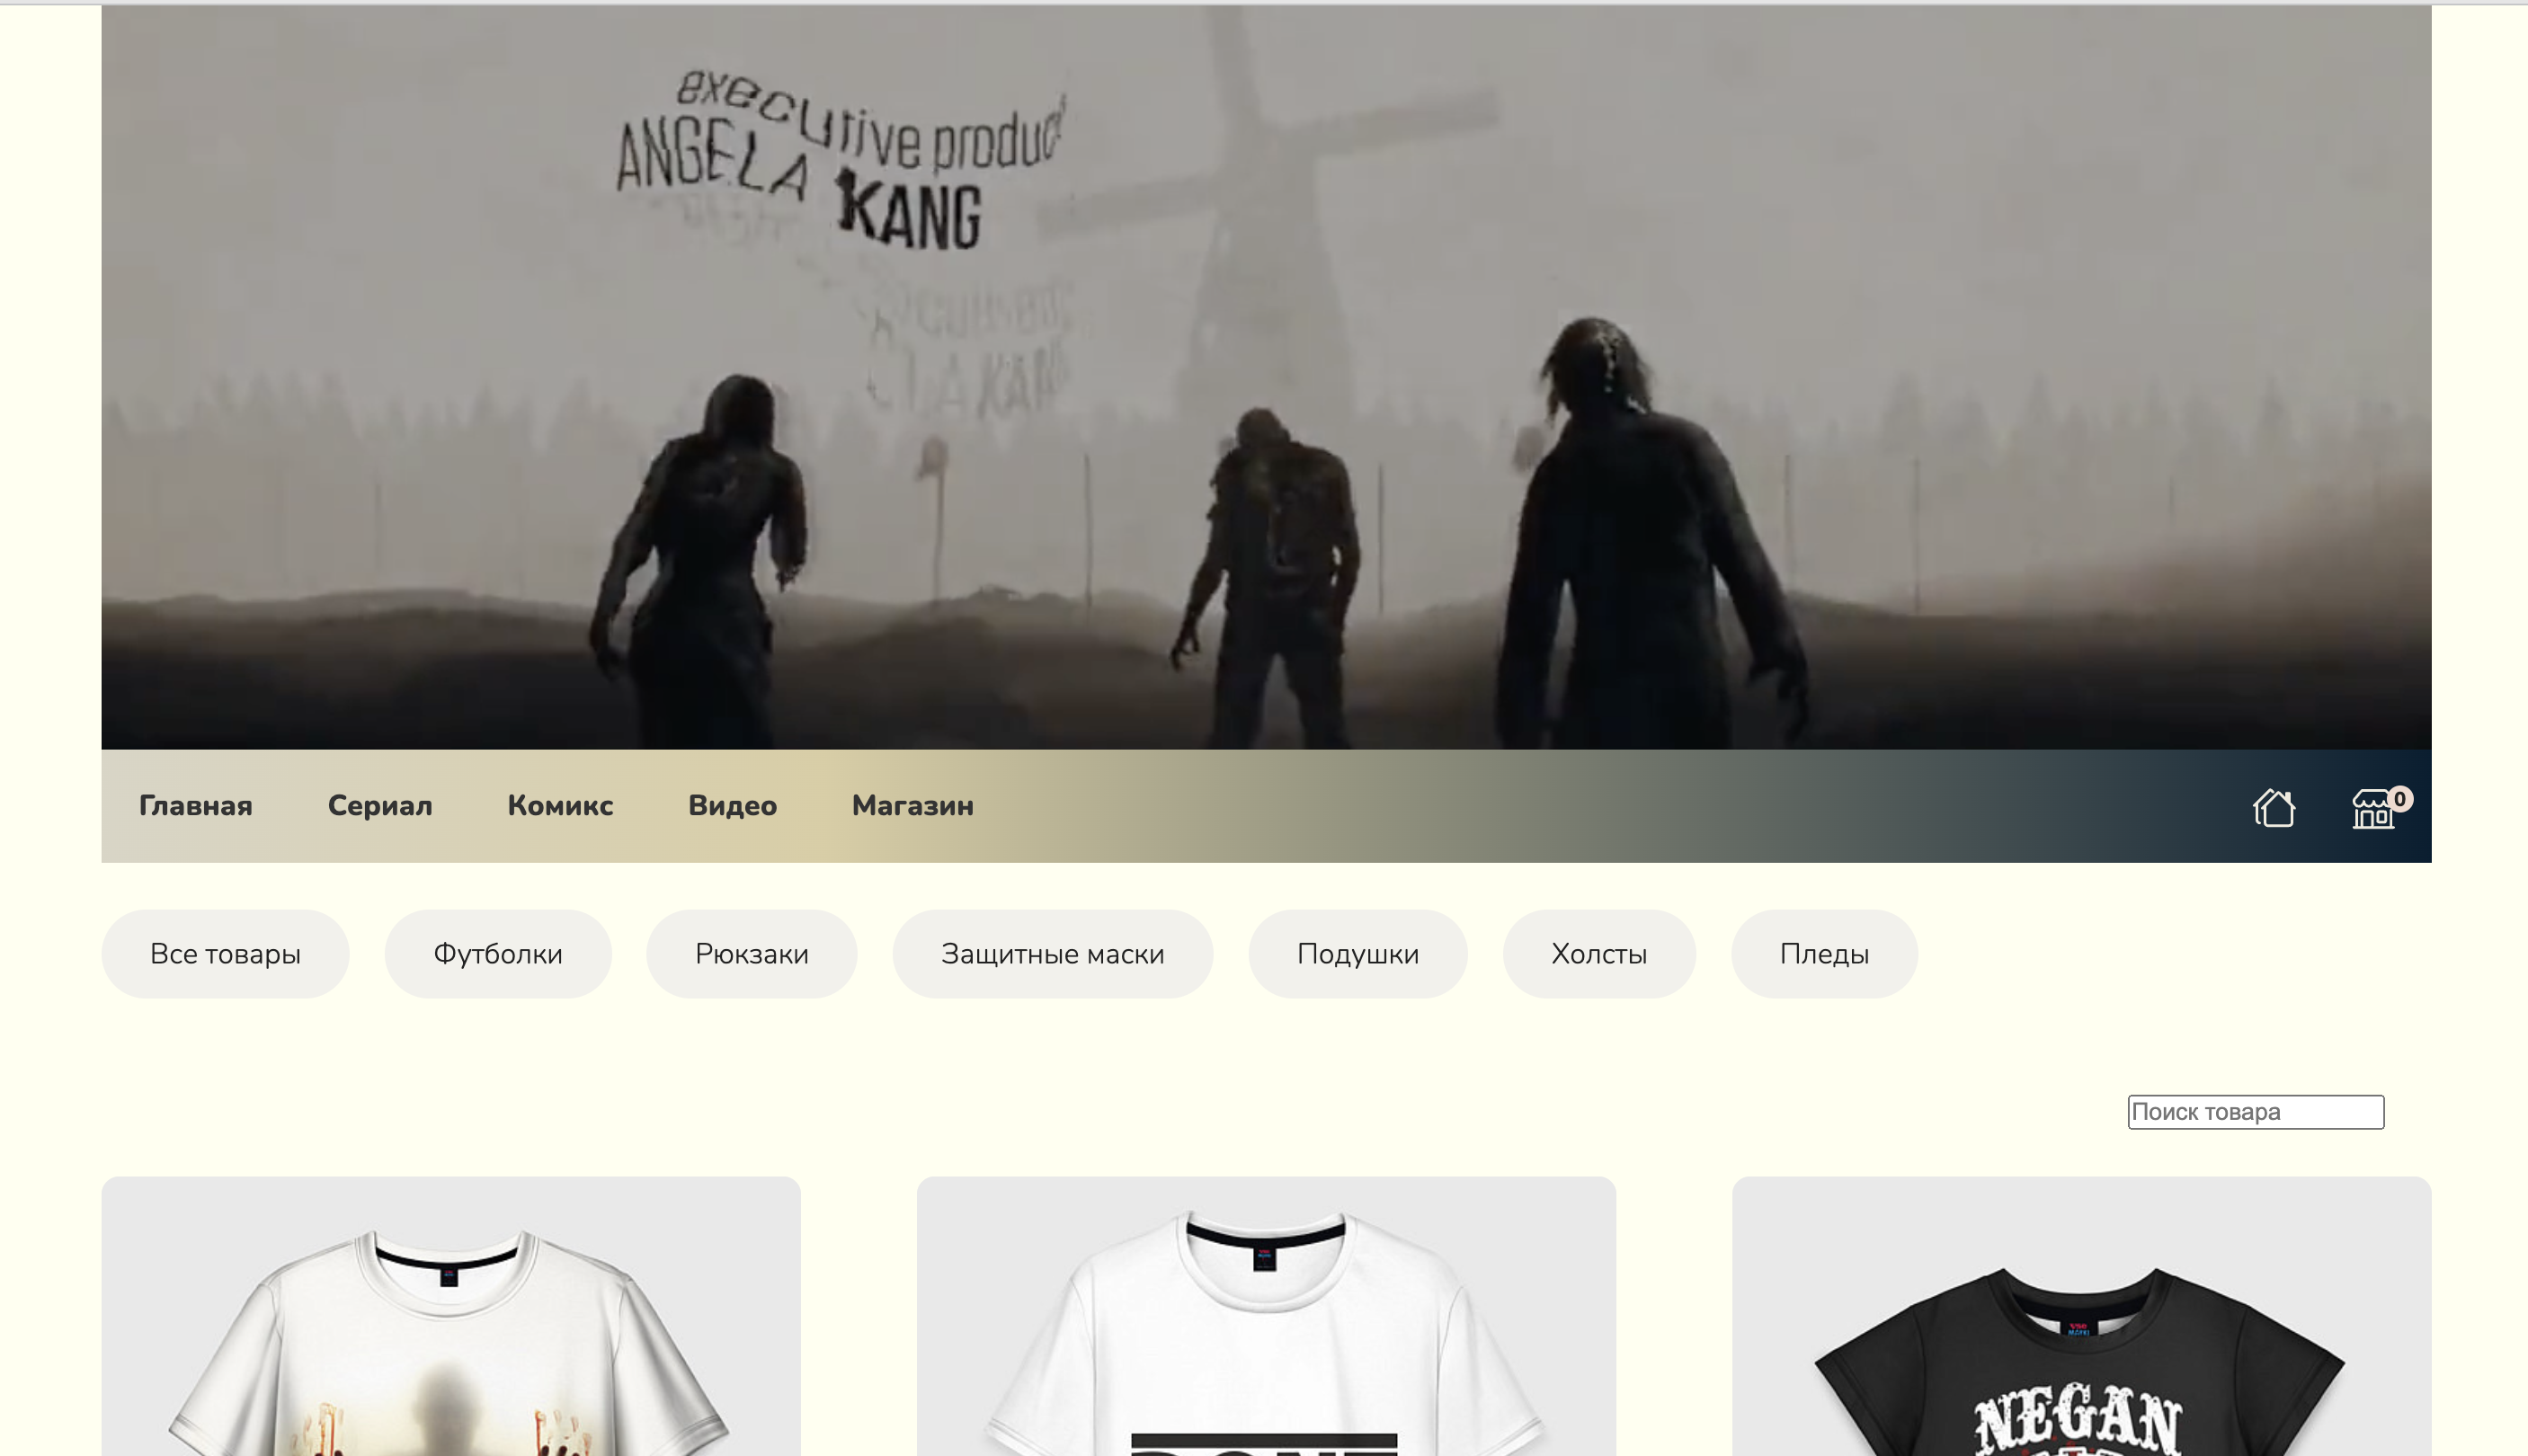 executive produc
ANGELA KANG
Главная Сериал Комикс Видео Магазин 0
Все товары Футболки Рюкзаки Защитные маски Подушки Холсты Пледы
Поиск товара
NEGAN